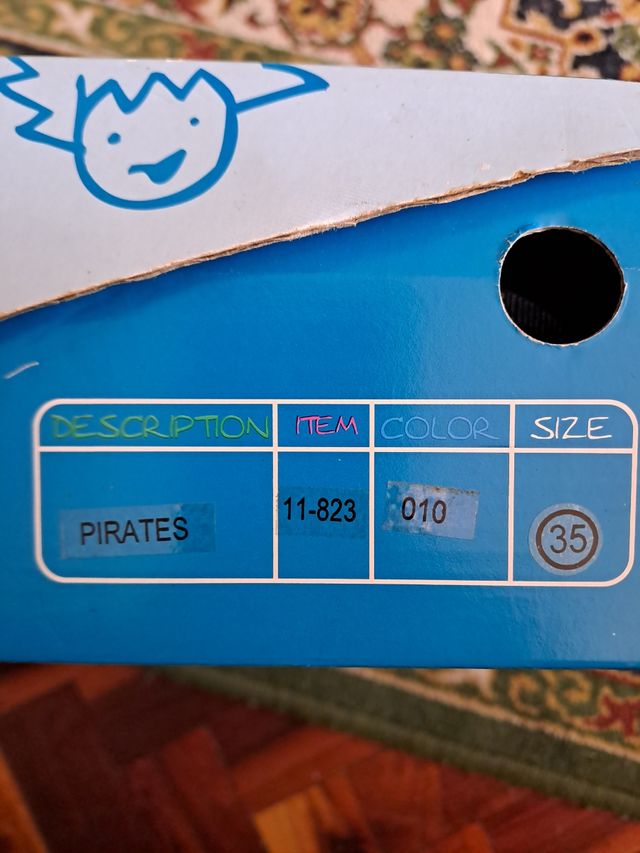 DESCRIPTION ITEM COLOR SIZE
PIRATES 11-823 010 35